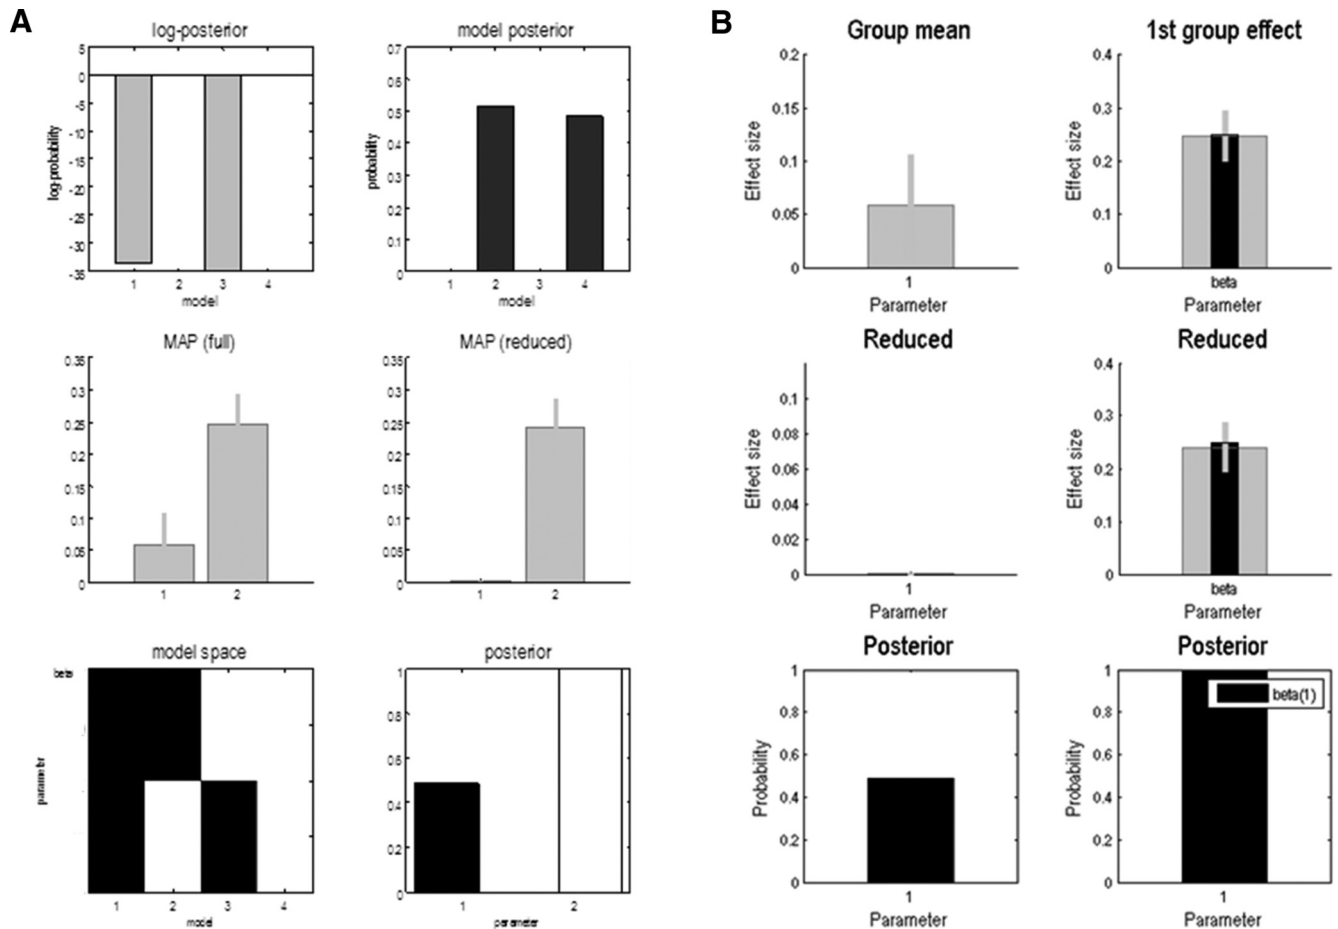 A
log-posterior
5
0
-5
-10
-15
-20
-25
-30
-35
log-probability
1 2 3 4
model
model posterior
0.7
0.6
0.5
0.4
0.3
0.2
0.1
0
probability
1 2 3 4
model
MAP (full)
0.35
0.3
0.25
0.2
0.15
0.1
0.05
0
1 2
MAP (reduced)
0.35
0.3
0.25
0.2
0.15
0.1
0.05
0
1 2
model space
beta
parameter
1 2 3 4
model
posterior
1
0.8
0.6
0.4
0.2
0
1 2
parameter
B
Group mean
0.2
0.15
0.1
0.05
0
Effect size
1
Parameter
1st group effect
0.4
0.3
0.2
0.1
0
Effect size
beta
Parameter
Reduced
0.1
0.08
0.06
0.04
0.02
0
Effect size
1
Parameter
Reduced
0.4
0.3
0.2
0.1
0
Effect size
beta
Parameter
Posterior
1
0.8
0.6
0.4
0.2
0
Probability
1
Parameter
Posterior
1
0.8
0.6
0.4
0.2
0
Probability
beta(1)
1
Parameter